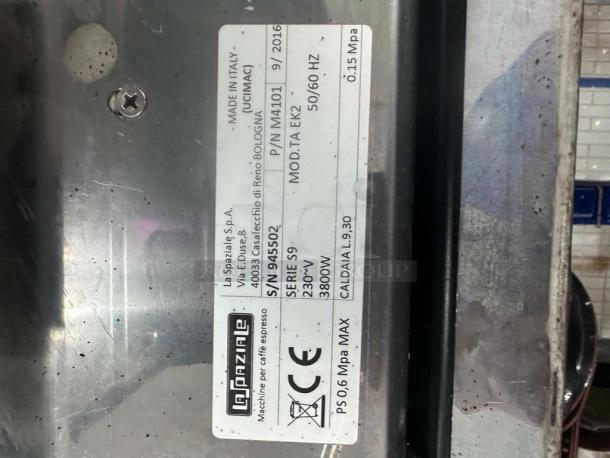 La Spaziale
Macchine per caffè espresso
La Spaziale S.p.A. - MADE IN ITALY -
Via E.Duse,8 (UCIMAC)
40033 Casalecchio di Reno BOLOGNA
S/N 945502 P/N M4101 9/ 2016
SERIE S9 MOD.TA EK2
230~V 50/60 HZ
3800W
CE
PS 0,6 Mpa MAX CALDAIA L.9,30 0.15 Mpa